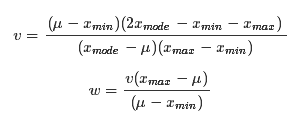 v = \frac{(\mu - x_{min})(2x_{mode} - x_{min} - x_{max})}{(x_{mode} - \mu)(x_{max} - x_{min})}
w = \frac{v(x_{max} - \mu)}{(\mu - x_{min})}